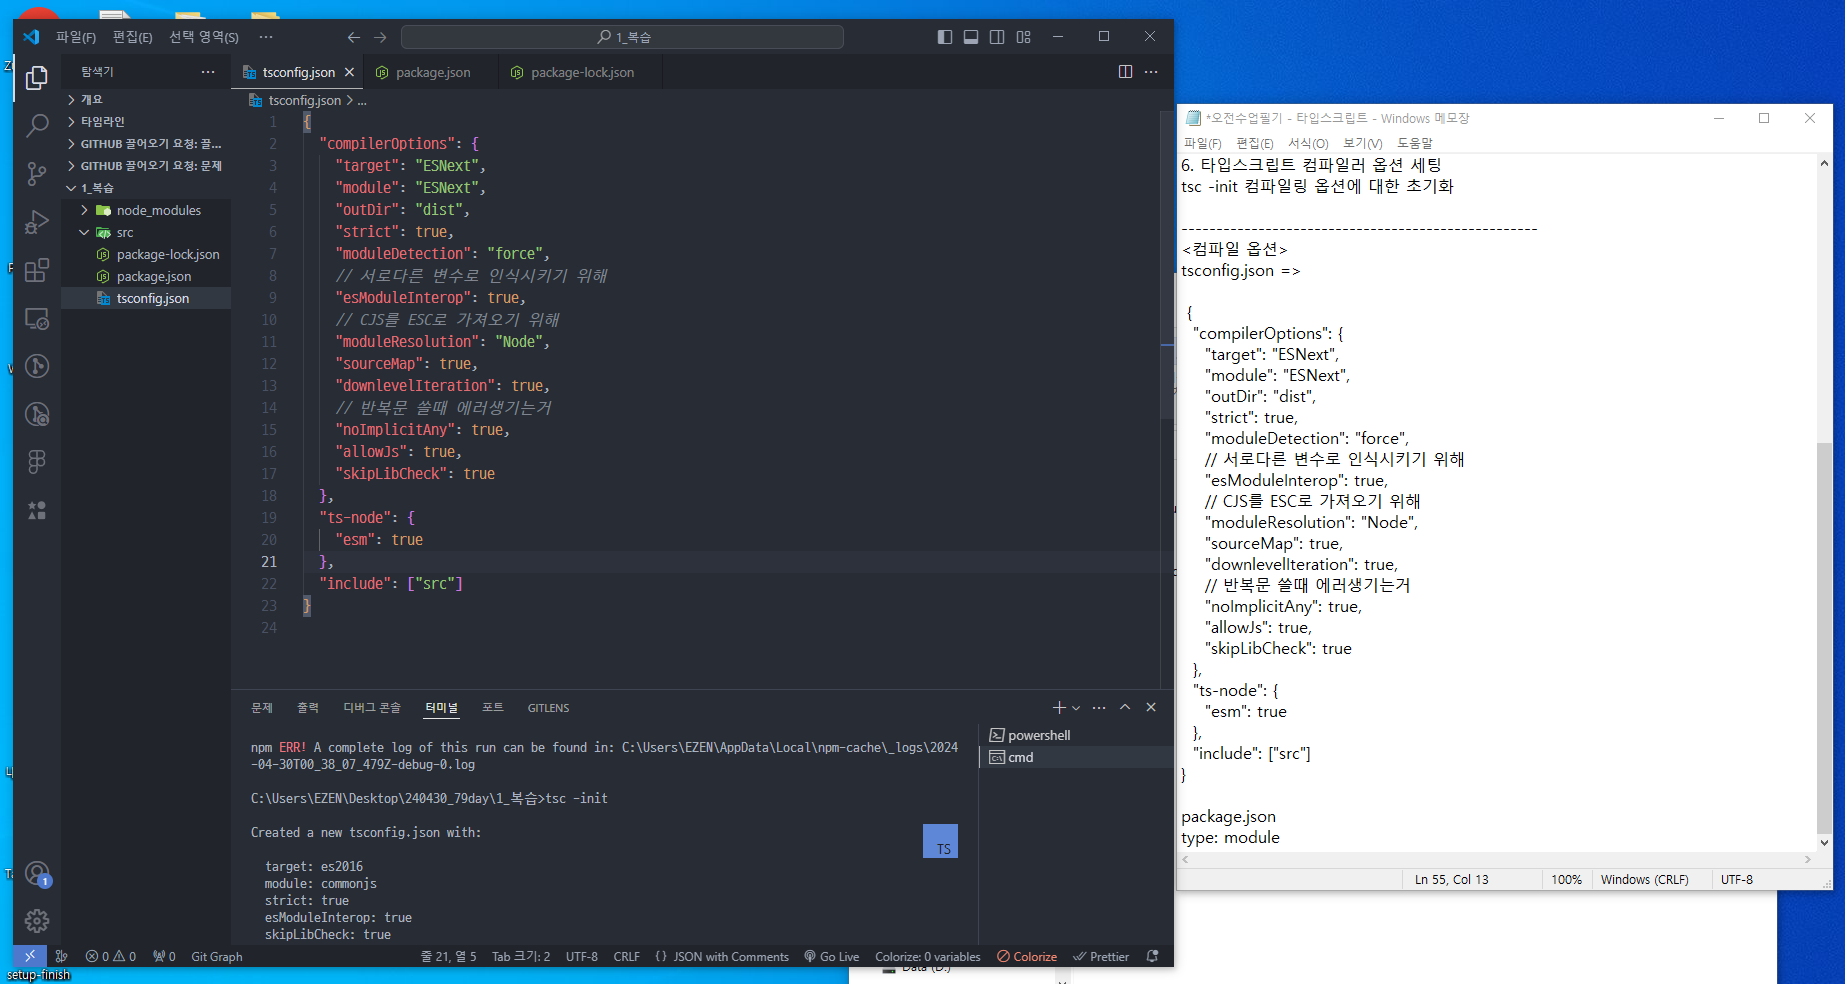 파일(F) 편집(E) 선택 영역(S) ···
1_복습
탐색기 ···
개요
타임라인
GITHUB 끌어오기 요청: 끌...
GITHUB 끌어오기 요청: 문제
1_복습
node_modules
src
package-lock.json
package.json
tsconfig.json
tsconfig.json package.json package-lock.json
tsconfig.json > ...
1 {
2 "compilerOptions": {
3 "target": "ESNext",
4 "module": "ESNext",
5 "outDir": "dist",
6 "strict": true,
7 "moduleDetection": "force",
8 // 서로다른 변수로 인식시키기 위해
9 "esModuleInterop": true,
10 // CJS를 ESC로 가져오기 위해
11 "moduleResolution": "Node",
12 "sourceMap": true,
13 "downlevelIteration": true,
14 // 반복문 쓸때 에러생기는거
15 "noImplicitAny": true,
16 "allowJs": true,
17 "skipLibCheck": true
18 },
19 "ts-node": {
20 "esm": true
21 },
22 "include": ["src"]
23 }
24
문제 출력 디버그 콘솔 터미널 포트 GITLENS
npm ERR! A complete log of this run can be found in: C:\Users\EZEN\AppData\Local\npm-cache\_logs\2024
-04-30T00_38_07_479Z-debug-0.log
C:\Users\EZEN\Desktop\240430_79day\1_복습>tsc -init
Created a new tsconfig.json with:
TS
target: es2016
module: commonjs
strict: true
esModuleInterop: true
skipLibCheck: true
powershell
cmd
1
0 0 0 Git Graph 줄 21, 열 5 Tab 크기: 2 UTF-8 CRLF {} JSON with Comments Go Live Colorize: 0 variables Colorize Prettier
setup-finish
Data (D:)
*오전수업필기 - 타입스크립트 - Windows 메모장
파일(F) 편집(E) 서식(O) 보기(V) 도움말
6. 타입스크립트 컴파일러 옵션 세팅
tsc -init 컴파일링 옵션에 대한 초기화
---------------------------------------------------
<컴파일 옵션>
tsconfig.json =>
{
"compilerOptions": {
"target": "ESNext",
"module": "ESNext",
"outDir": "dist",
"strict": true,
"moduleDetection": "force",
// 서로다른 변수로 인식시키기 위해
"esModuleInterop": true,
// CJS를 ESC로 가져오기 위해
"moduleResolution": "Node",
"sourceMap": true,
"downlevelIteration": true,
// 반복문 쓸때 에러생기는거
"noImplicitAny": true,
"allowJs": true,
"skipLibCheck": true
},
"ts-node": {
"esm": true
},
"include": ["src"]
}
package.json
type: module
Ln 55, Col 13 100% Windows (CRLF) UTF-8